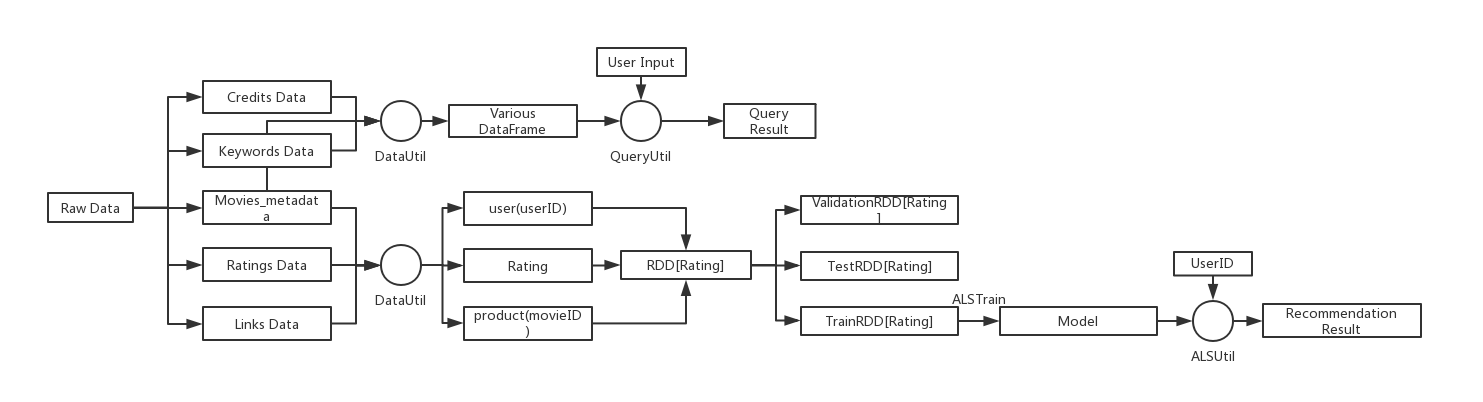 User Input
Credits Data
Various
DataFrame
Query
Result
Keywords Data
DataUtil
QueryUtil
Raw Data
Movies_metadat
a
user(userID)
ValidationRDD[Rating
]
Ratings Data
Rating
RDD[Rating]
TestRDD[Rating]
UserID
DataUtil
ALSTrain
Links Data
product(movieID
)
TrainRDD[Rating]
Model
Recommendation
Result
ALSUtil